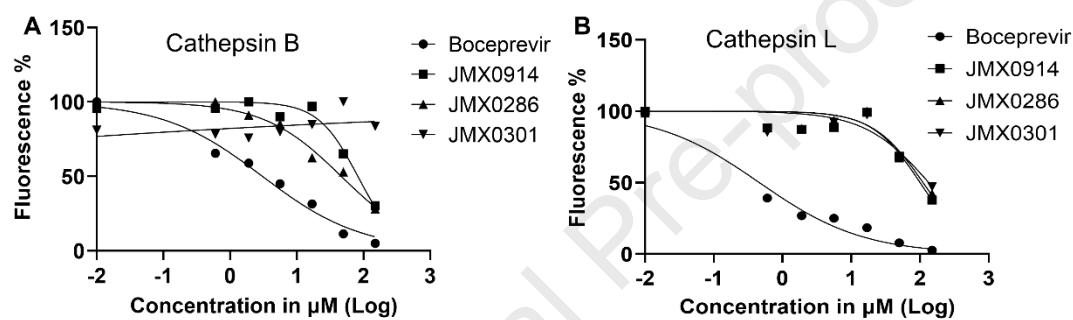 A
Cathepsin B
Fluorescence %
150
100
50
0
-2 -1 0 1 2 3
Concentration in µM (Log)
Boceprevir
JMX0914
JMX0286
JMX0301
B
Cathepsin L
Fluorescence %
150
100
50
0
-2 -1 0 1 2 3
Concentration in µM (Log)
Boceprevir
JMX0914
JMX0286
JMX0301